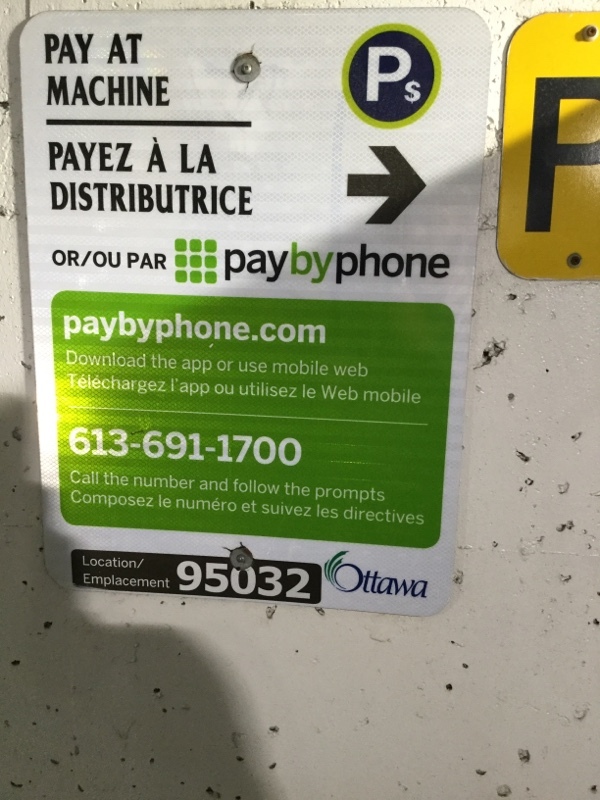 PAY AT
MACHINE
P$
PAYEZ À LA
DISTRIBUTRICE
OR/OU PAR paybyphone
paybyphone.com
Download the app or use mobile web
Téléchargez l'app ou utilisez le Web mobile
613-691-1700
Call the number and follow the prompts
Composez le numéro et suivez les directives
Location/
Emplacement 95032
Ottawa
P